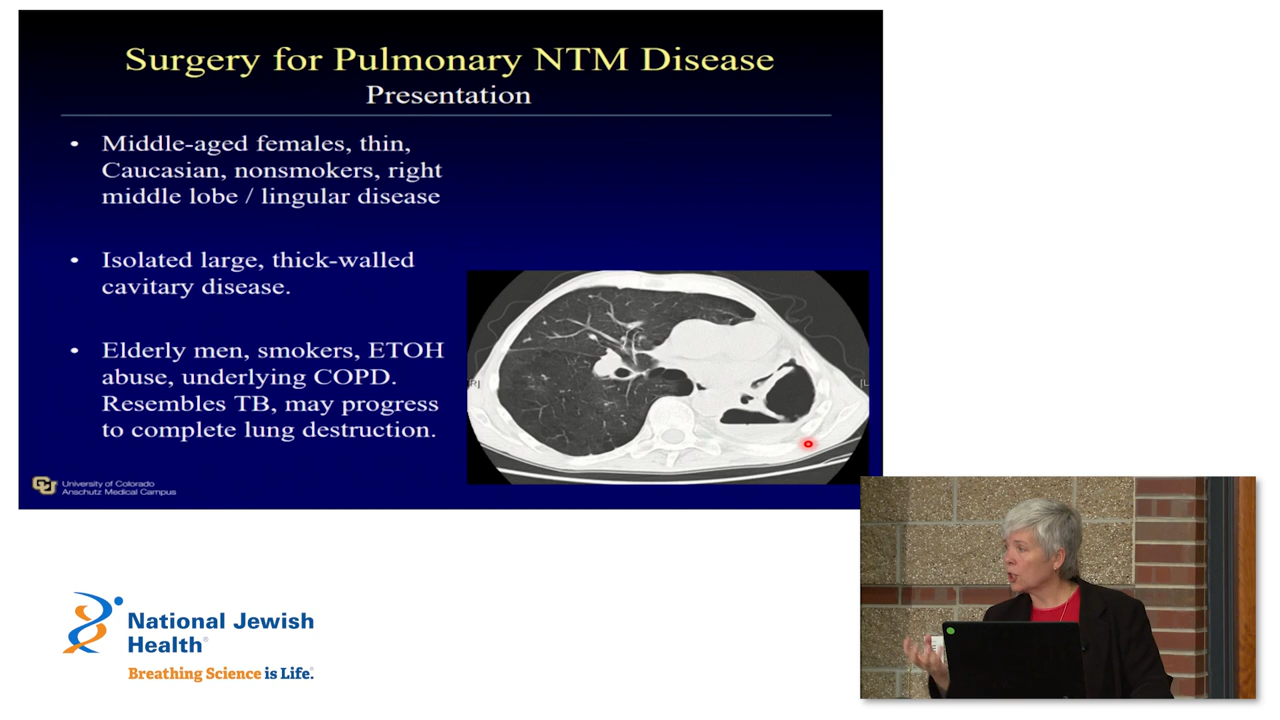 Surgery for Pulmonary NTM Disease
Presentation
• Middle-aged females, thin,
Caucasian, nonsmokers, right
middle lobe / lingular disease
• Isolated large, thick-walled
cavitary disease.
• Elderly men, smokers, ETOH
abuse, underlying COPD.
Resembles TB, may progress
to complete lung destruction.
R]
[L
University of Colorado
Anschutz Medical Campus
National Jewish
Health®
Breathing Science is Life.®